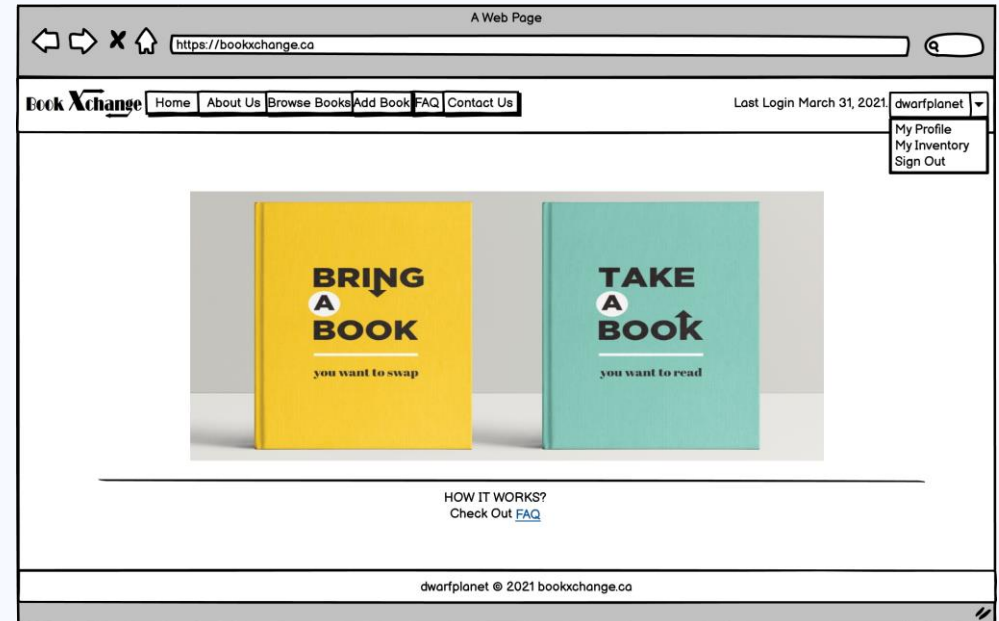 A Web Page
https://bookxchange.ca
Book Xchange Home About Us Browse Books Add Book FAQ Contact Us Last Login March 31, 2021. dwarfplanet
My Profile
My Inventory
Sign Out
BRING
A
BOOK
you want to swap
TAKE
A
BOOK
you want to read
HOW IT WORKS?
Check Out FAQ
dwarfplanet © 2021 bookxchange.ca